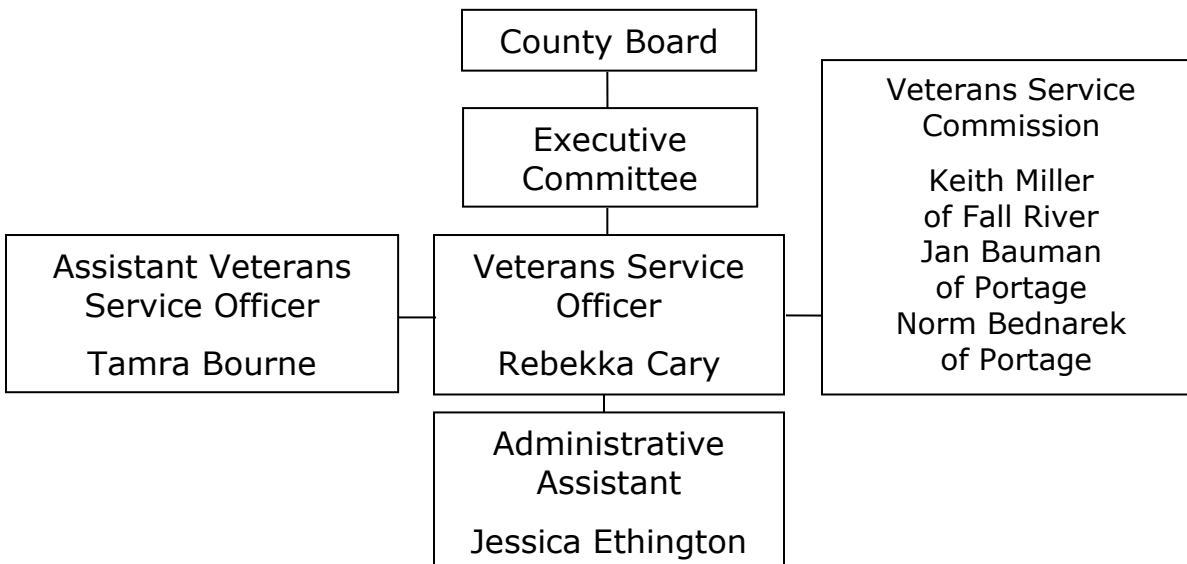 County Board
Executive
Committee
Assistant Veterans
Service Officer
Tamra Bourne
Veterans Service
Officer
Rebekka Cary
Veterans Service
Commission
Keith Miller
of Fall River
Jan Bauman
of Portage
Norm Bednarek
of Portage
Administrative
Assistant
Jessica Ethington